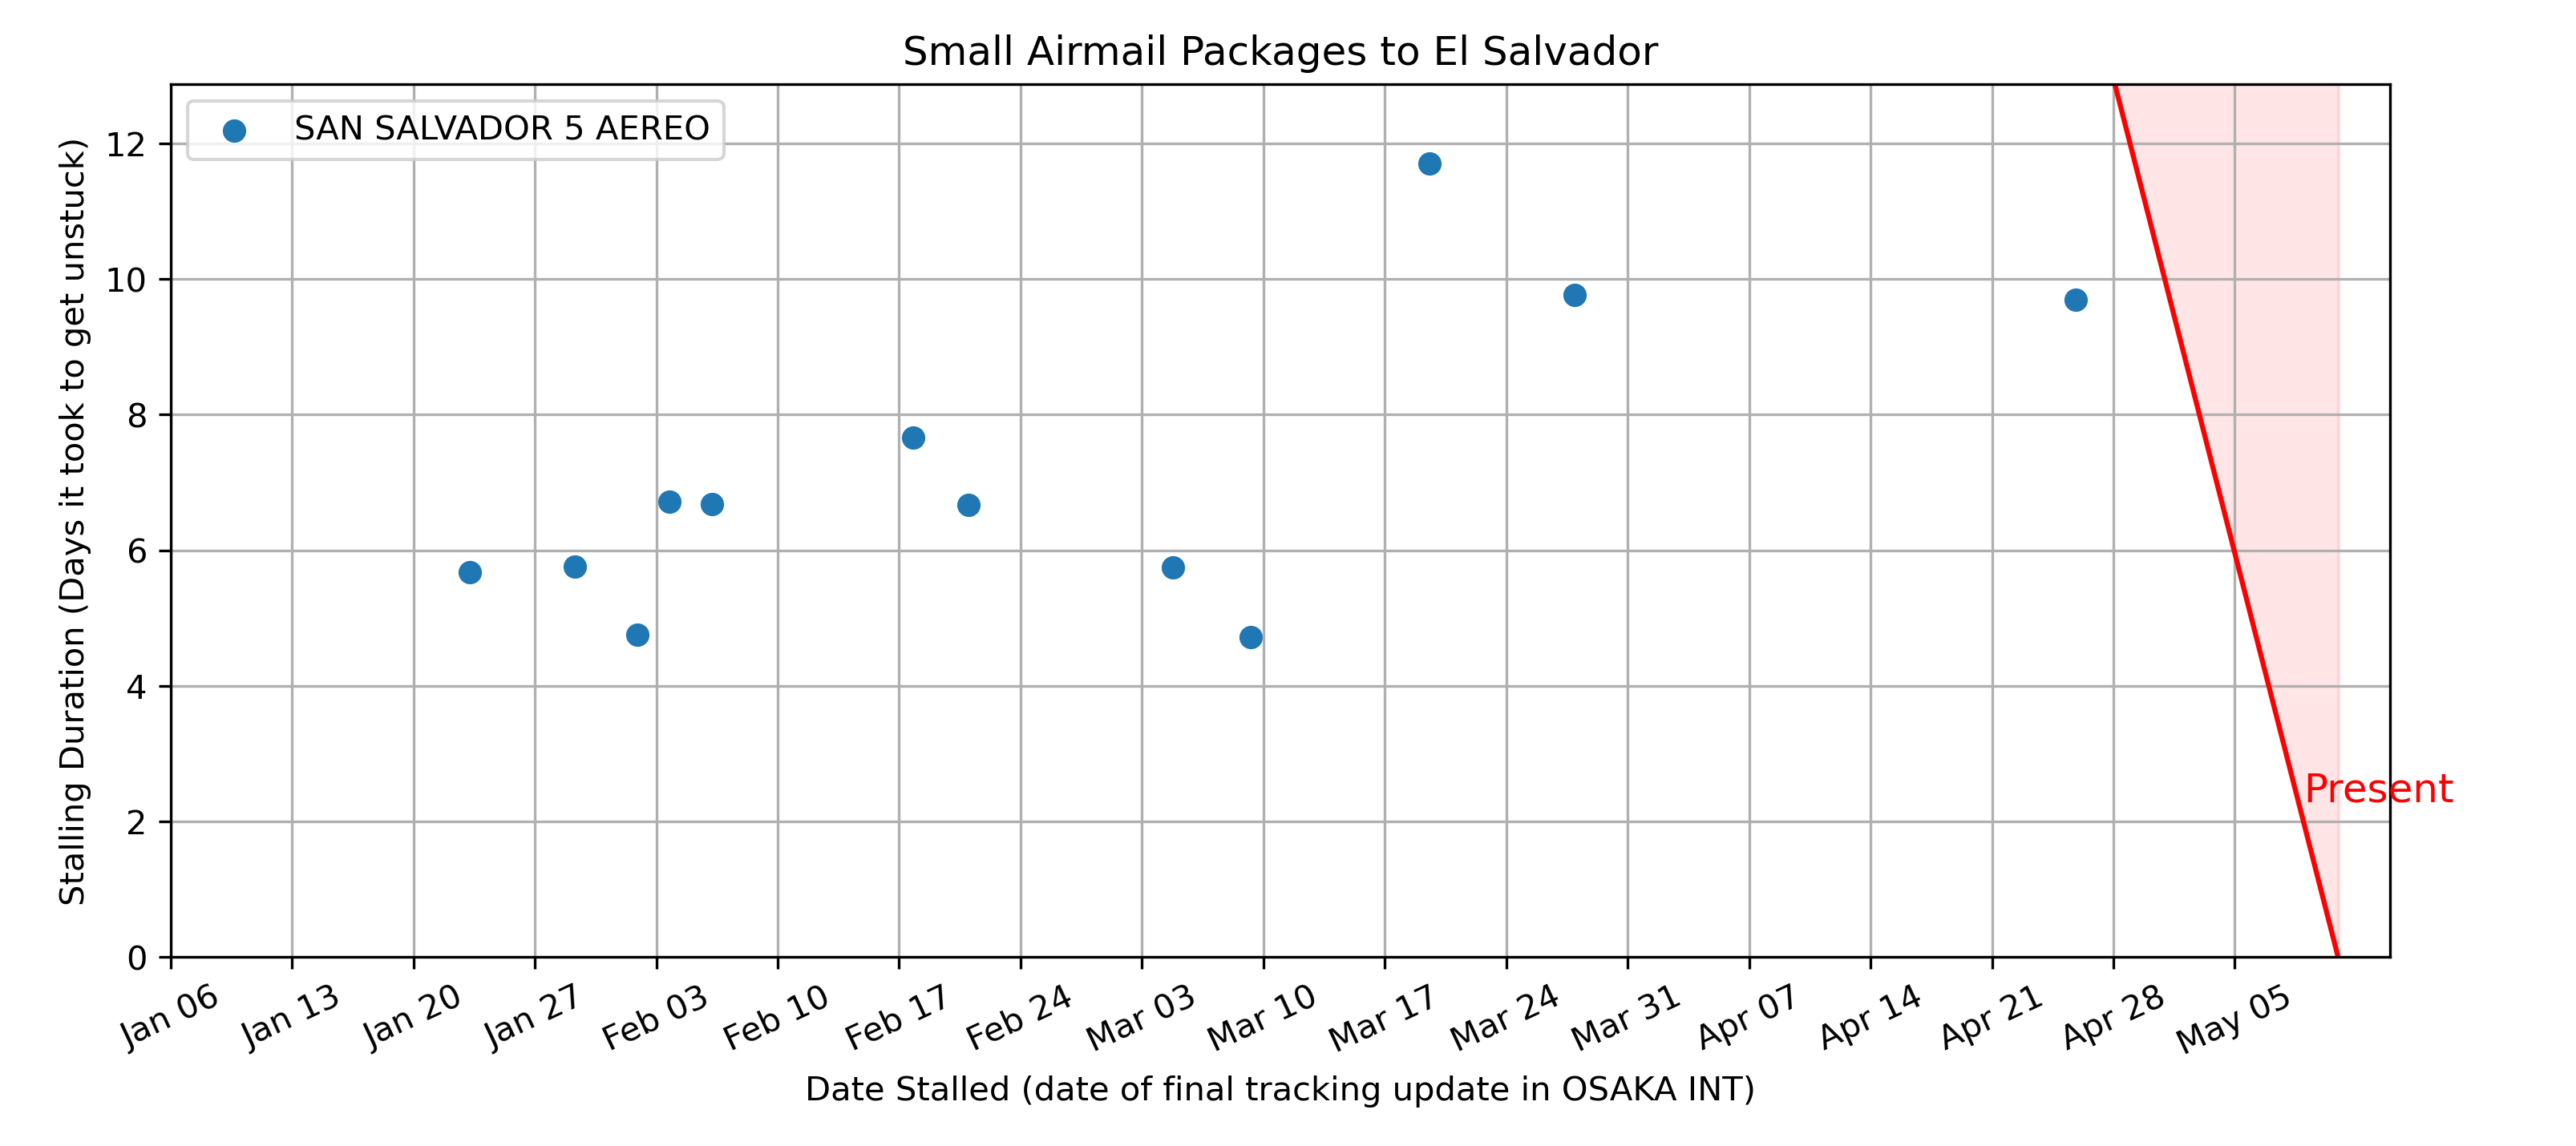 Small Airmail Packages to El Salvador
SAN SALVADOR 5 AEREO
Stalling Duration (Days it took to get unstuck)
12
10
8
6
4
2
0
Present
Jan 06
Jan 13
Jan 20
Jan 27
Feb 03
Feb 10
Feb 17
Feb 24
Mar 03
Mar 10
Mar 17
Mar 24
Mar 31
Apr 07
Apr 14
Apr 21
Apr 28
May 05
Date Stalled (date of final tracking update in OSAKA INT)